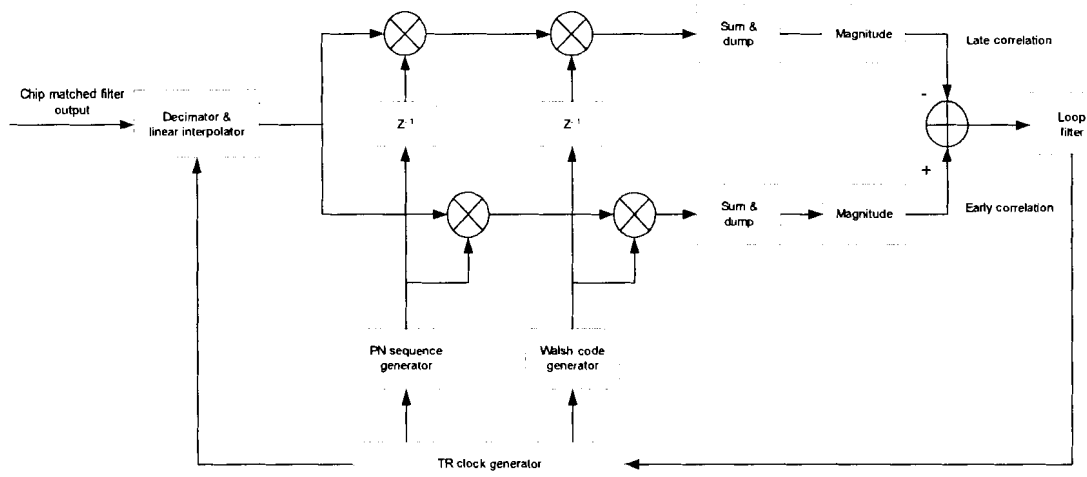 Sum &
dump
Magnitude
Late correlation
Chip matched filter
output
Decimator &
linear interpolator
Z-1
Z-1
-
Loop
filter
+
Sum &
dump
Magnitude
Early correlation
PN sequence
generator
Walsh code
generator
TR clock generator